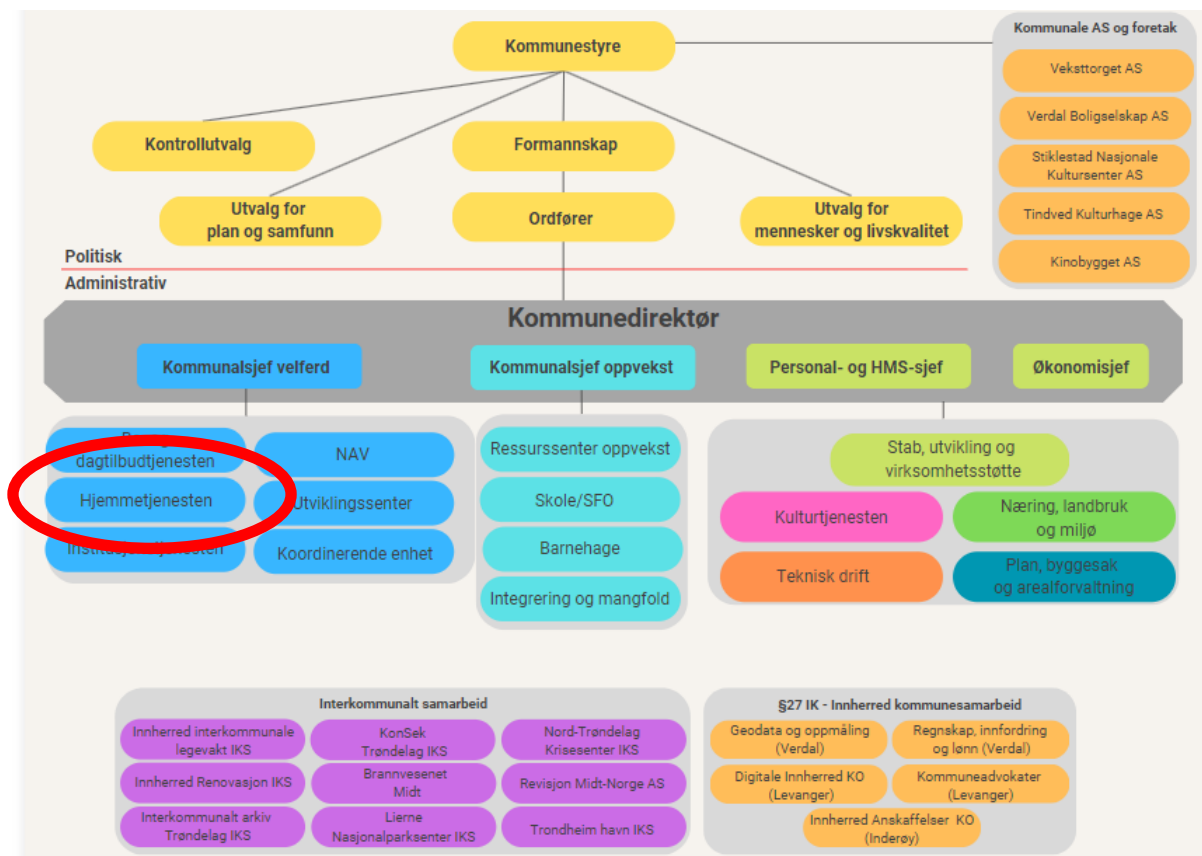 Kommunestyre
Kommunale AS og foretak
Veksttorget AS
Verdal Boligselskap AS
Stiklestad Nasjonale
Kultursenter AS
Tindved Kulturhage AS
Kinobygget AS
Kontrollutvalg
Formannskap
Utvalg for
plan og samfunn
Ordfører
Utvalg for
mennesker og livskvalitet
Politisk
Administrativ
Kommunedirektør
Kommunalsjef velferd
Kommunalsjef oppvekst
Personal- og HMS-sjef
Økonomisjef
dagtilbudtjenesten
NAV
Hjemmetjenesten
Utviklingssenter
Koordinerende enhet
Ressurssenter oppvekst
Skole/SFO
Barnehage
Integrering og mangfold
Stab, utvikling og
virksomhetsstøtte
Kulturtjenesten
Næring, landbruk
og miljø
Teknisk drift
Plan, byggesak
og arealforvaltning
Interkommunalt samarbeid
Innherred interkommunale
legevakt IKS
KonSek
Trøndelag IKS
Nord-Trøndelag
Krisesenter IKS
Innherred Renovasjon IKS
Brannvesenet
Midt
Revisjon Midt-Norge AS
Interkommunalt arkiv
Trøndelag IKS
Lierne
Nasjonalparksenter IKS
Trondheim havn IKS
§27 IK - Innherred kommunesamarbeid
Geodata og oppmåling
(Verdal)
Regnskap, innfordring
og lønn (Verdal)
Digitale Innherred KO
(Levanger)
Kommuneadvokater
(Levanger)
Innherred Anskaffelser KO
(Inderøy)